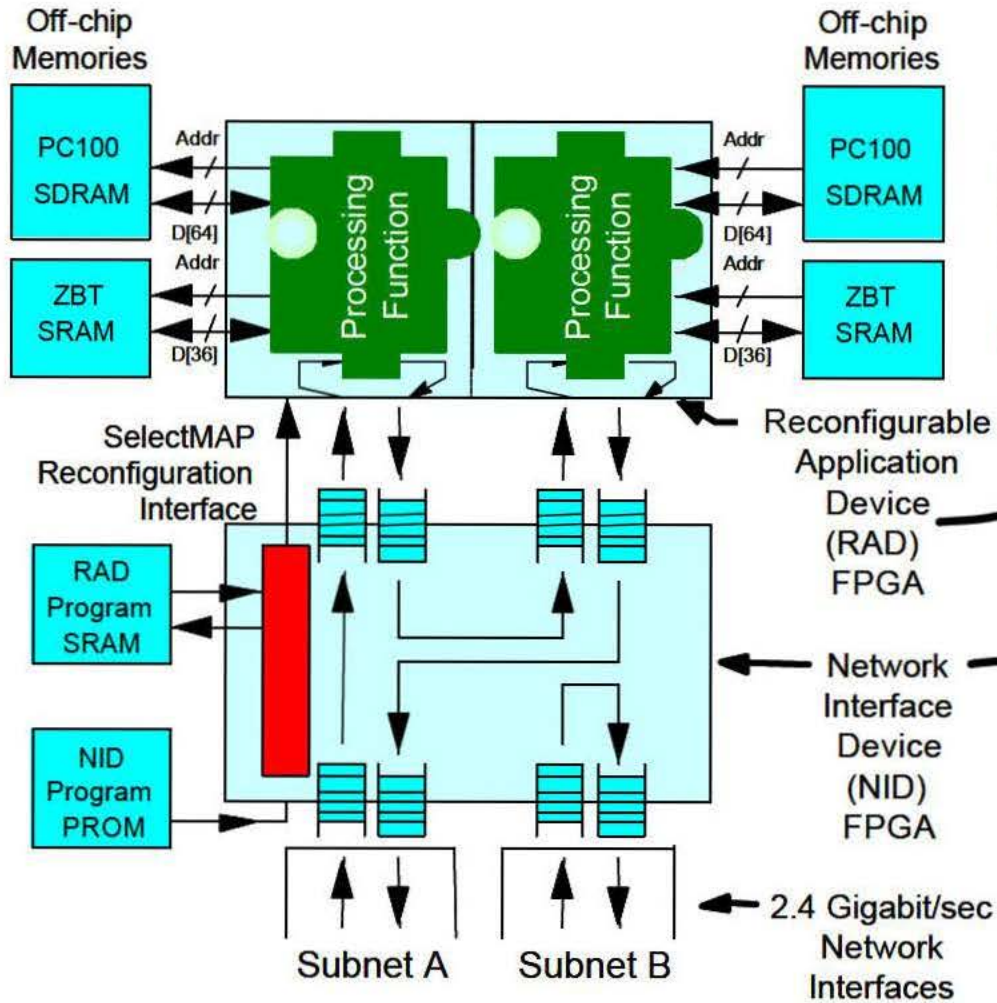 Off-chip
Memories
Off-chip
Memories
PC100
SDRAM
Addr
D[64]
ZBT
SRAM
Addr
D[36]
Processing
Function
Processing
Function
Addr
D[64]
PC100
SDRAM
Addr
D[36]
ZBT
SRAM
SelectMAP
Reconfiguration
Interface
Reconfigurable
Application
Device
(RAD)
FPGA
RAD
Program
SRAM
NID
Program
PROM
Network
Interface
Device
(NID)
FPGA
2.4 Gigabit/sec
Network
Interfaces
Subnet A
Subnet B